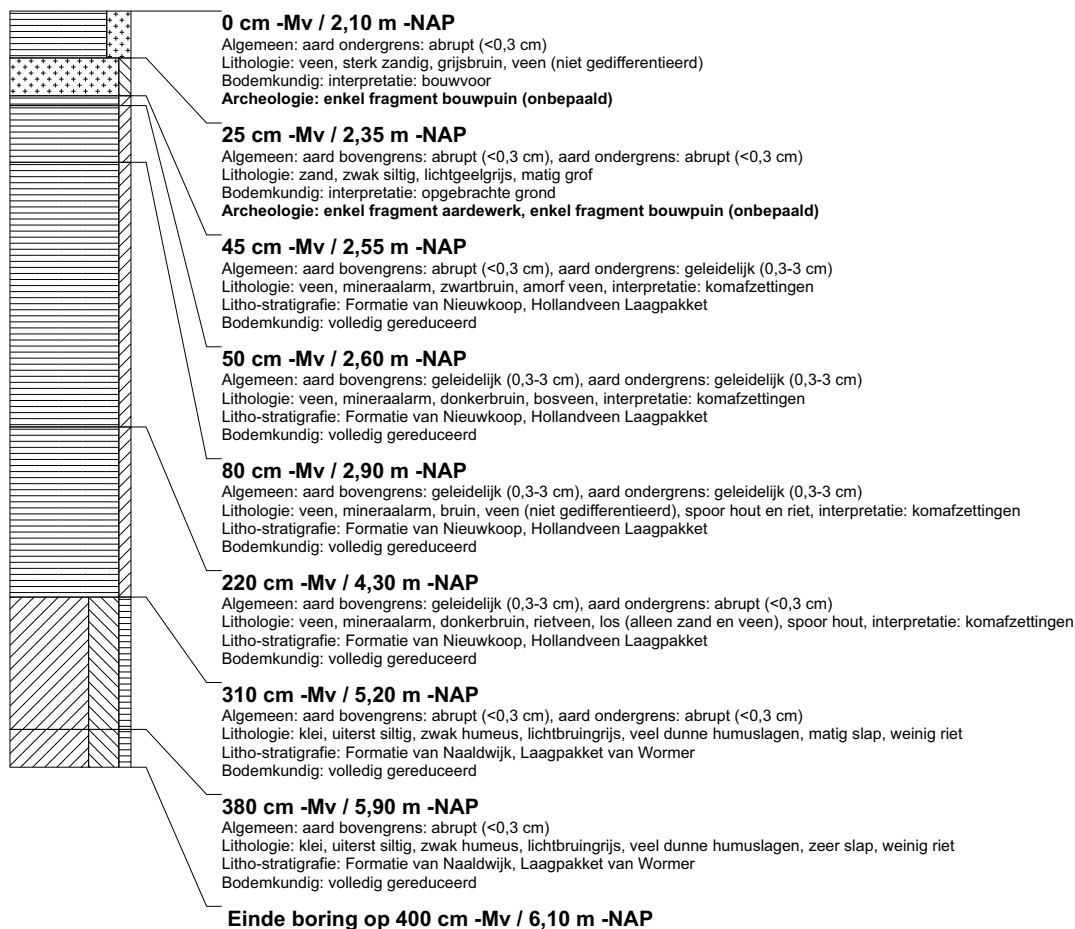 0 cm -Mv / 2,10 m -NAP
Algemeen: aard ondergrens: abrupt (<0,3 cm)
Lithologie: veen, sterk zandig, grijsbruin, veen (niet gedifferentieerd)
Bodemkundig: interpretatie: bouwvoor
Archeologie: enkel fragment bouwpuin (onbepaald)
25 cm -Mv / 2,35 m -NAP
Algemeen: aard bovengrens: abrupt (<0,3 cm), aard ondergrens: abrupt (<0,3 cm)
Lithologie: zand, zwak siltig, lichtgeelgrijs, matig grof
Bodemkundig: interpretatie: opgebrachte grond
Archeologie: enkel fragment aardewerk, enkel fragment bouwpuin (onbepaald)
45 cm -Mv / 2,55 m -NAP
Algemeen: aard bovengrens: abrupt (<0,3 cm), aard ondergrens: geleidelijk (0,3-3 cm)
Lithologie: veen, mineraalarm, zwartbruin, amorf veen, interpretatie: komafzettingen
Litho-stratigrafie: Formatie van Nieuwkoop, Hollandveen Laagpakket
Bodemkundig: volledig gereduceerd
50 cm -Mv / 2,60 m -NAP
Algemeen: aard bovengrens: geleidelijk (0,3-3 cm), aard ondergrens: geleidelijk (0,3-3 cm)
Lithologie: veen, mineraalarm, donkerbruin, bosveen, interpretatie: komafzettingen
Litho-stratigrafie: Formatie van Nieuwkoop, Hollandveen Laagpakket
Bodemkundig: volledig gereduceerd
80 cm -Mv / 2,90 m -NAP
Algemeen: aard bovengrens: geleidelijk (0,3-3 cm), aard ondergrens: geleidelijk (0,3-3 cm)
Lithologie: veen, mineraalarm, bruin, veen (niet gedifferentieerd), spoor hout en riet, interpretatie: komafzettingen
Litho-stratigrafie: Formatie van Nieuwkoop, Hollandveen Laagpakket
Bodemkundig: volledig gereduceerd
220 cm -Mv / 4,30 m -NAP
Algemeen: aard bovengrens: geleidelijk (0,3-3 cm), aard ondergrens: abrupt (<0,3 cm)
Lithologie: veen, mineraalarm, donkerbruin, rietveen, los (alleen zand en veen), spoor hout, interpretatie: komafzettingen
Litho-stratigrafie: Formatie van Nieuwkoop, Hollandveen Laagpakket
Bodemkundig: volledig gereduceerd
310 cm -Mv / 5,20 m -NAP
Algemeen: aard bovengrens: abrupt (<0,3 cm), aard ondergrens: abrupt (<0,3 cm)
Lithologie: klei, uiterst siltig, zwak humeus, lichtbruingrijs, veel dunne humuslagen, matig slap, weinig riet
Litho-stratigrafie: Formatie van Naaldwijk, Laagpakket van Wormer
Bodemkundig: volledig gereduceerd
380 cm -Mv / 5,90 m -NAP
Algemeen: aard bovengrens: abrupt (<0,3 cm)
Lithologie: klei, uiterst siltig, zwak humeus, lichtbruingrijs, veel dunne humuslagen, zeer slap, weinig riet
Litho-stratigrafie: Formatie van Naaldwijk, Laagpakket van Wormer
Bodemkundig: volledig gereduceerd
Einde boring op 400 cm -Mv / 6,10 m -NAP